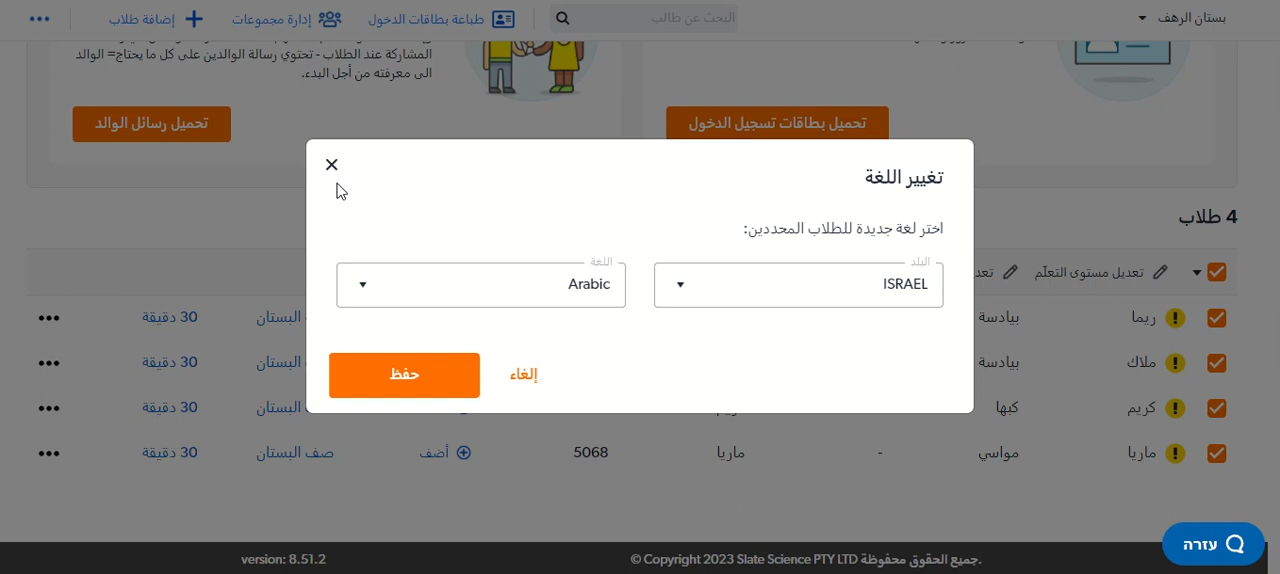 بستان الرهف
البحث عن طالب
طباعة بطاقات الدخول
إدارة مجموعات
إضافة طلاب
•••
المشاركة عند الطلاب - تحتوي رسالة الوالدين على كل ما يحتاج= الوالد
الى معرفته من أجل البدء.
تحميل بطاقات تسجيل الدخول
تحميل رسائل الوالد
تغيير اللغة
اختر لغة جديدة للطلاب المحددين:
البلد
ISRAEL
اللغة
Arabic
إلغاء
حفظ
4 طلاب
تعديل مستوى التعلّم
ريما بيادسة البستان 30 دقيقة •••
ملاك بيادسة البستان 30 دقيقة •••
كريم كبها البستان 30 دقيقة •••
ماريا مواسي - ماريا 5068 أضف صف البستان 30 دقيقة •••
עזרה
version: 8.51.2
© Copyright 2023 Slate Science PTY LTD جميع الحقوق محفوظة.